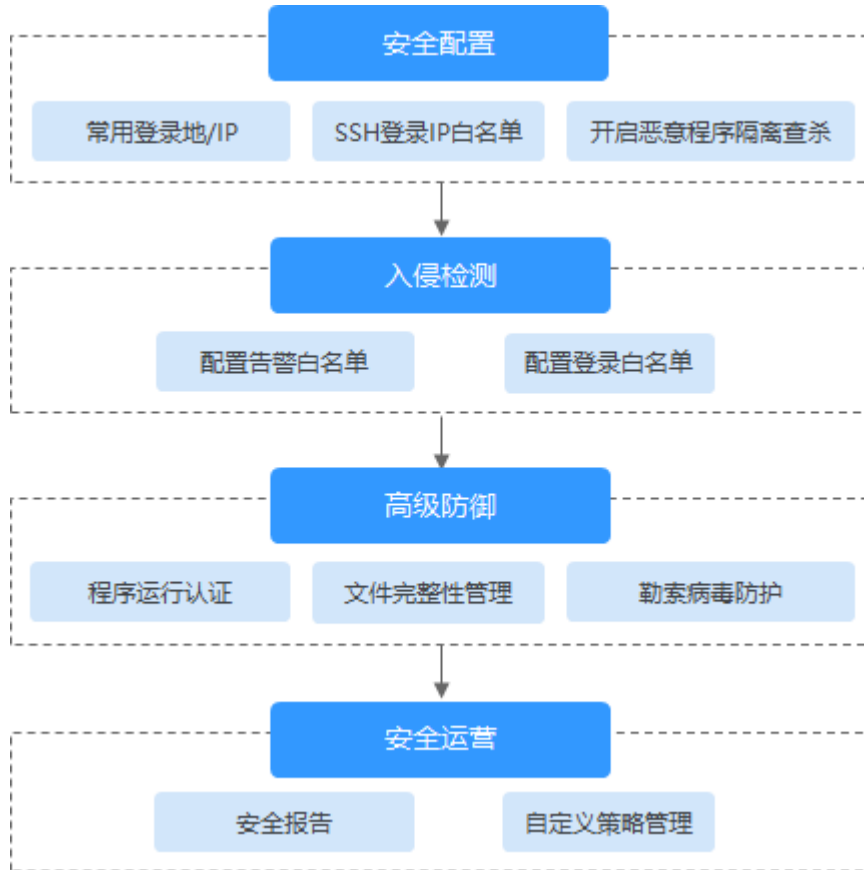 安全配置
常用登录地/IP
SSH登录IP白名单
开启恶意程序隔离查杀
入侵检测
配置告警白名单
配置登录白名单
高级防御
程序运行认证
文件完整性管理
勒索病毒防护
安全运营
安全报告
自定义策略管理